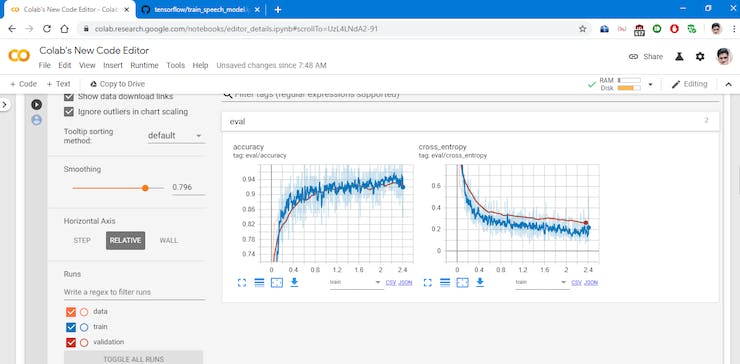 Colab's New Code Editor - Colab
tensorflow/train_speech_model.i
colab.research.google.com/notebooks/editor_details.ipynb#scrollTo=UzL4LNdA2-91
CO
Colab's New Code Editor
File Edit View Insert Runtime Tools Help Unsaved changes since 7:48 AM
Share
+ Code + Text Copy to Drive
RAM
Disk
Editing
Show data download links
Ignore outliers in chart scaling
Tooltip sorting method: default
Smoothing
0.796
Horizontal Axis
STEP RELATIVE WALL
Runs
Write a regex to filter runs
data
train
validation
TOGGLE ALL RUNS
Filter tags (regular expressions supported)
eval 2
accuracy
tag: eval/accuracy
0.94
0.9
0.86
0.82
0.78
0.74
0 0.4 0.8 1.2 1.6 2 2.4
train CSV JSON
cross_entropy
tag: eval/cross_entropy
0.6
0.4
0.2
0
0 0.4 0.8 1.2 1.6 2 2.4
train CSV JSON